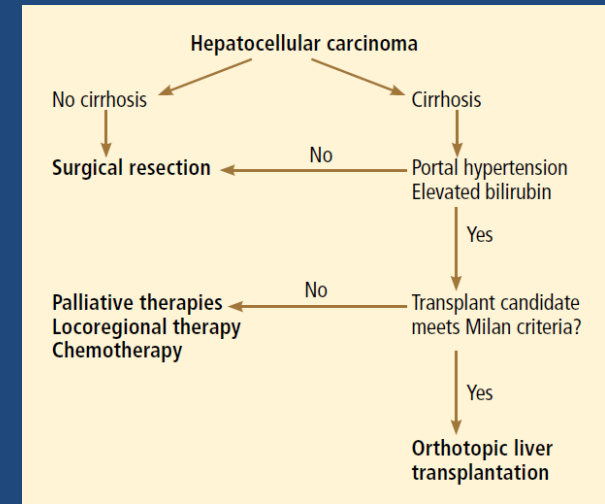 Hepatocellular carcinoma
No cirrhosis
Cirrhosis
Surgical resection
No
Portal hypertension
Elevated bilirubin
Yes
Palliative therapies
Locoregional therapy
Chemotherapy
No
Transplant candidate
meets Milan criteria?
Yes
Orthotopic liver
transplantation